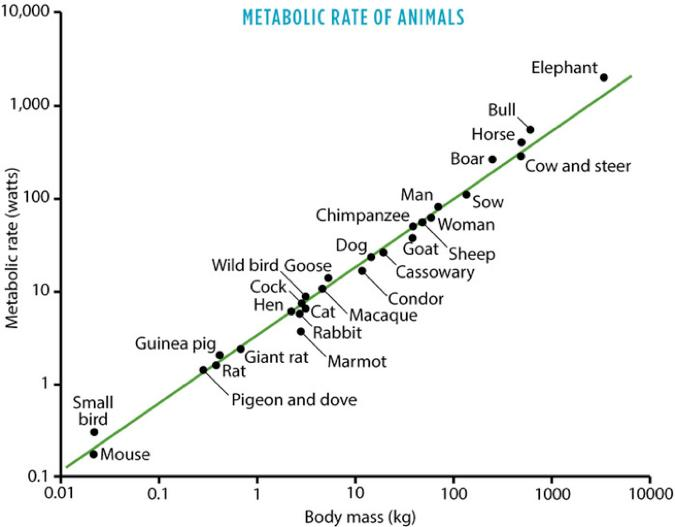 METABOLIC RATE OF ANIMALS
10,000
1,000
100
10
1
0.1
Metabolic rate (watts)
Elephant
Bull
Horse
Boar
Cow and steer
Man
Sow
Chimpanzee
Woman
Goat
Sheep
Dog
Cassowary
Wild bird
Goose
Condor
Cock
Hen
Cat
Macaque
Rabbit
Guinea pig
Giant rat
Marmot
Rat
Pigeon and dove
Small
bird
Mouse
0.01
0.1
1
10
100
1000
10000
Body mass (kg)